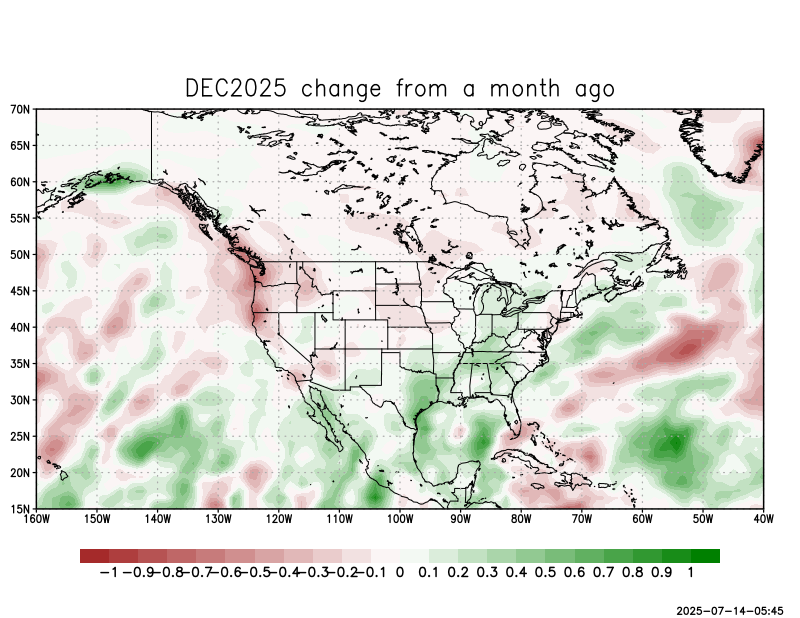 DEC2025 change from a month ago
70N
65N
60N
55N
50N
45N
40N
35N
30N
25N
20N
15N
160W 150W 140W 130W 120W 110W 100W 90W 80W 70W 60W 50W 40W
-1 -0.9 -0.8 -0.7 -0.6 -0.5 -0.4 -0.3 -0.2 -0.1 0 0.1 0.2 0.3 0.4 0.5 0.6 0.7 0.8 0.9 1
2025-07-14-05:45